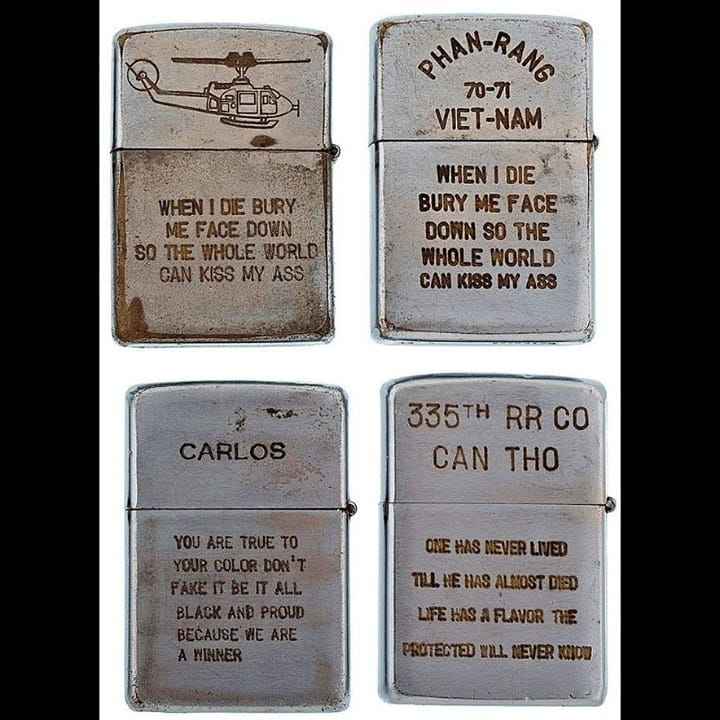 WHEN I DIE BURY
ME FACE DOWN
SO THE WHOLE WORLD
CAN KISS MY ASS
PHAN-RANG
70-71
VIET-NAM
WHEN I DIE
BURY ME FACE
DOWN SO THE
WHOLE WORLD
CAN KISS MY ASS
CARLOS
YOU ARE TRUE TO
YOUR COLOR DON'T
FAKE IT BE IT ALL
BLACK AND PROUD
BECAUSE WE ARE
A WINNER
335TH RR CO
CAN THO
ONE HAS NEVER LIVED
TILL HE HAS ALMOST DIED
LIFE HAS A FLAVOR THE
PROTECTED WILL NEVER KNOW